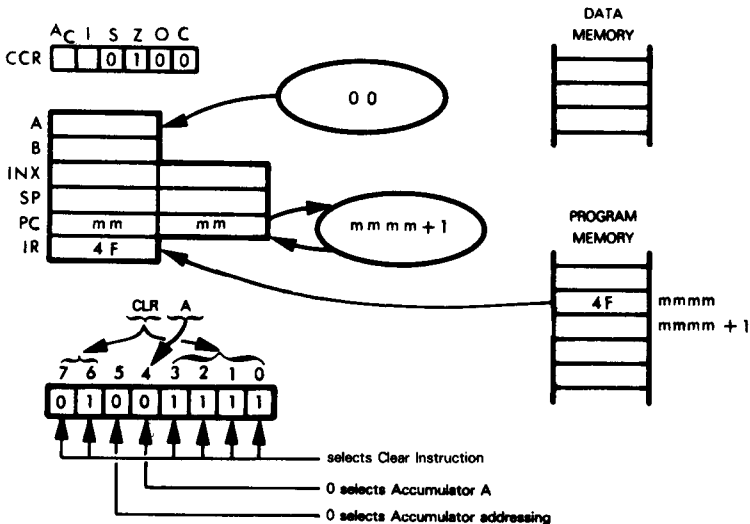 AC I S Z O C
CCR 0 1 0 0
DATA
MEMORY
0 0
A
B
INX
SP
PC mm mm
IR 4F
mmmm+1
PROGRAM
MEMORY
4F mmmm
mmmm + 1
CLR A
7 6 5 4 3 2 1 0
0 1 0 0 1 1 1 1
selects Clear Instruction
0 selects Accumulator A
0 selects Accumulator addressing